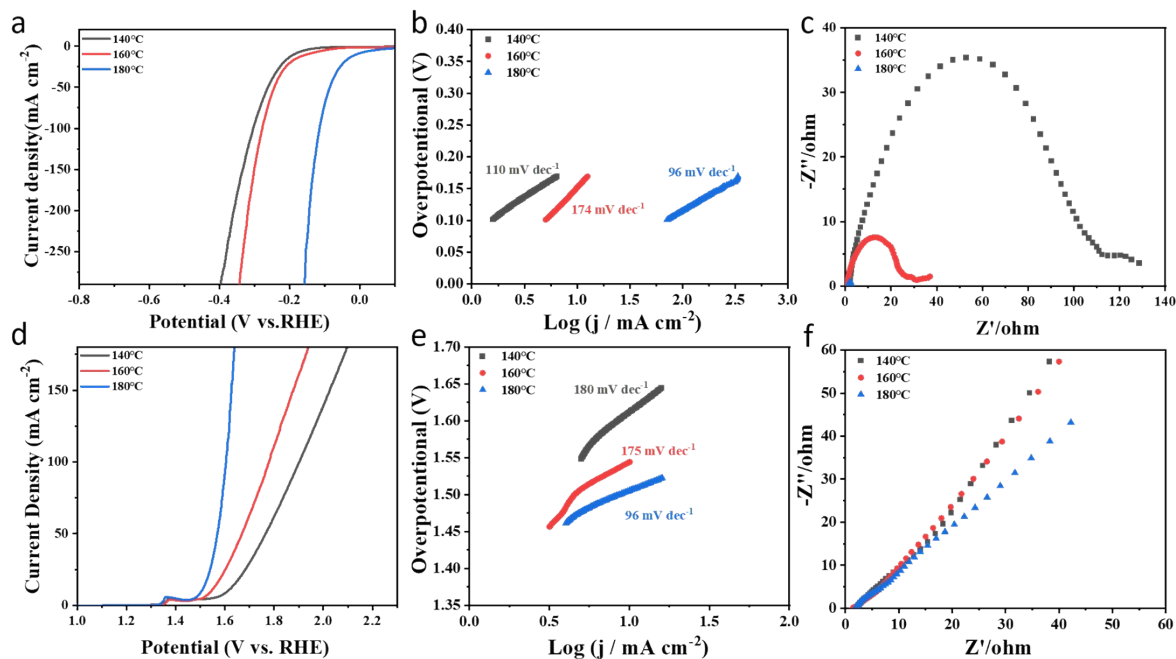 a
140°C
160°C
180°C
0
-50
-100
-150
-200
-250
-0.8
-0.6
-0.4
-0.2
0.0
Current density(mA cm⁻²)
Potential (V vs.RHE)
b
140°C
160°C
180°C
110 mV dec⁻¹
174 mV dec⁻¹
96 mV dec⁻¹
0.40
0.35
0.30
0.25
0.20
0.15
0.10
0.05
0.00
0.0
0.5
1.0
1.5
2.0
2.5
3.0
Overpotentional (V)
Log (j / mA cm⁻²)
c
140°C
160°C
180°C
40
30
20
10
0
0
20
40
60
80
100
120
140
-Z''/ohm
Z'/ohm
d
140°C
160°C
180°C
150
100
50
0
1.0
1.2
1.4
1.6
1.8
2.0
2.2
Current Density (mA cm⁻²)
Potential (V vs. RHE)
e
140°C
160°C
180°C
180 mV dec⁻¹
175 mV dec⁻¹
96 mV dec⁻¹
1.70
1.65
1.60
1.55
1.50
1.45
1.40
1.35
0.0
0.5
1.0
1.5
2.0
Overpotentional (V)
Log (j / mA cm⁻²)
f
140°C
160°C
180°C
60
50
40
30
20
10
0
0
10
20
30
40
50
60
-Z''/ohm
Z'/ohm